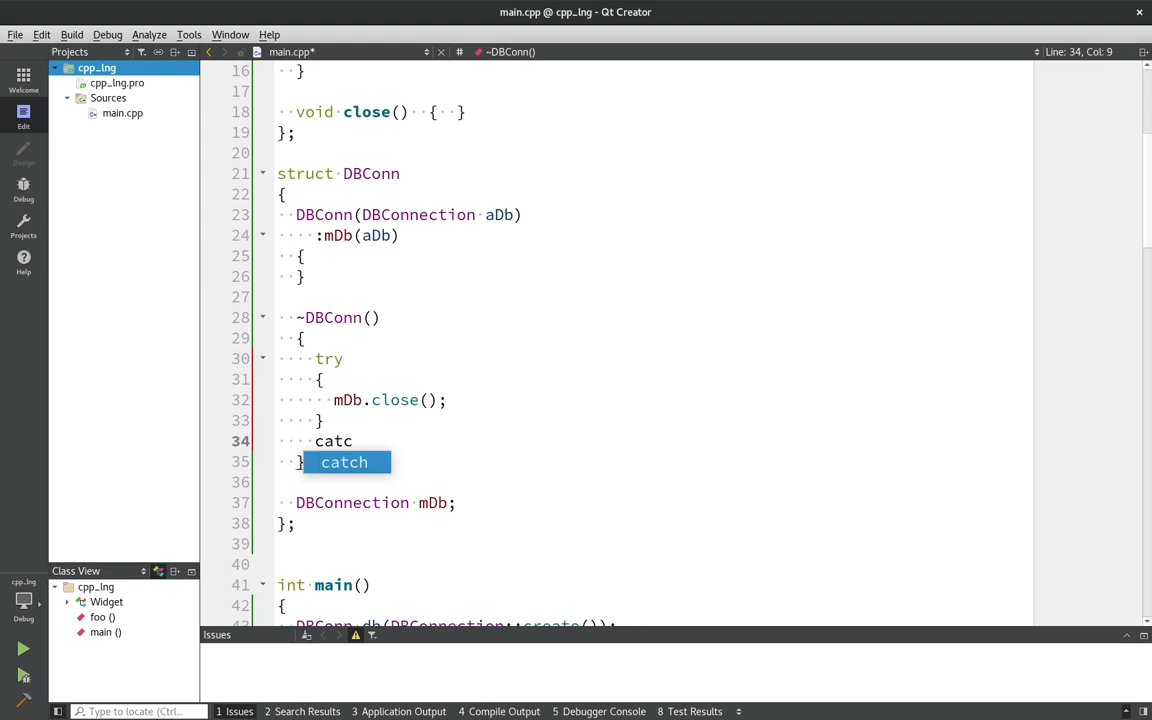 main.cpp @ cpp_lng - Qt Creator
File Edit Build Debug Analyze Tools Window Help
Projects main.cpp* # ~DBConn() Line: 34, Col: 9
Welcome
Edit
Design
Debug
Projects
Help
cpp_lng
cpp_lng.pro
Sources
main.cpp
16 }
17
18 void close() { }
19 };
20
21 struct DBConn
22 {
23 DBConn(DBConnection aDb)
24 :mDb(aDb)
25 {
26 }
27
28 ~DBConn()
29 {
30 try
31 {
32 mDb.close();
33 }
34 catc
35 } catch
36
37 DBConnection mDb;
38 };
39
40
41 int main()
42 {
43 DBConn db(DBConnection::create());
Class View
cpp_lng
Widget
foo ()
main ()
cpp_lng
Debug
Issues
Type to locate (Ctrl... 1 Issues 2 Search Results 3 Application Output 4 Compile Output 5 Debugger Console 8 Test Results